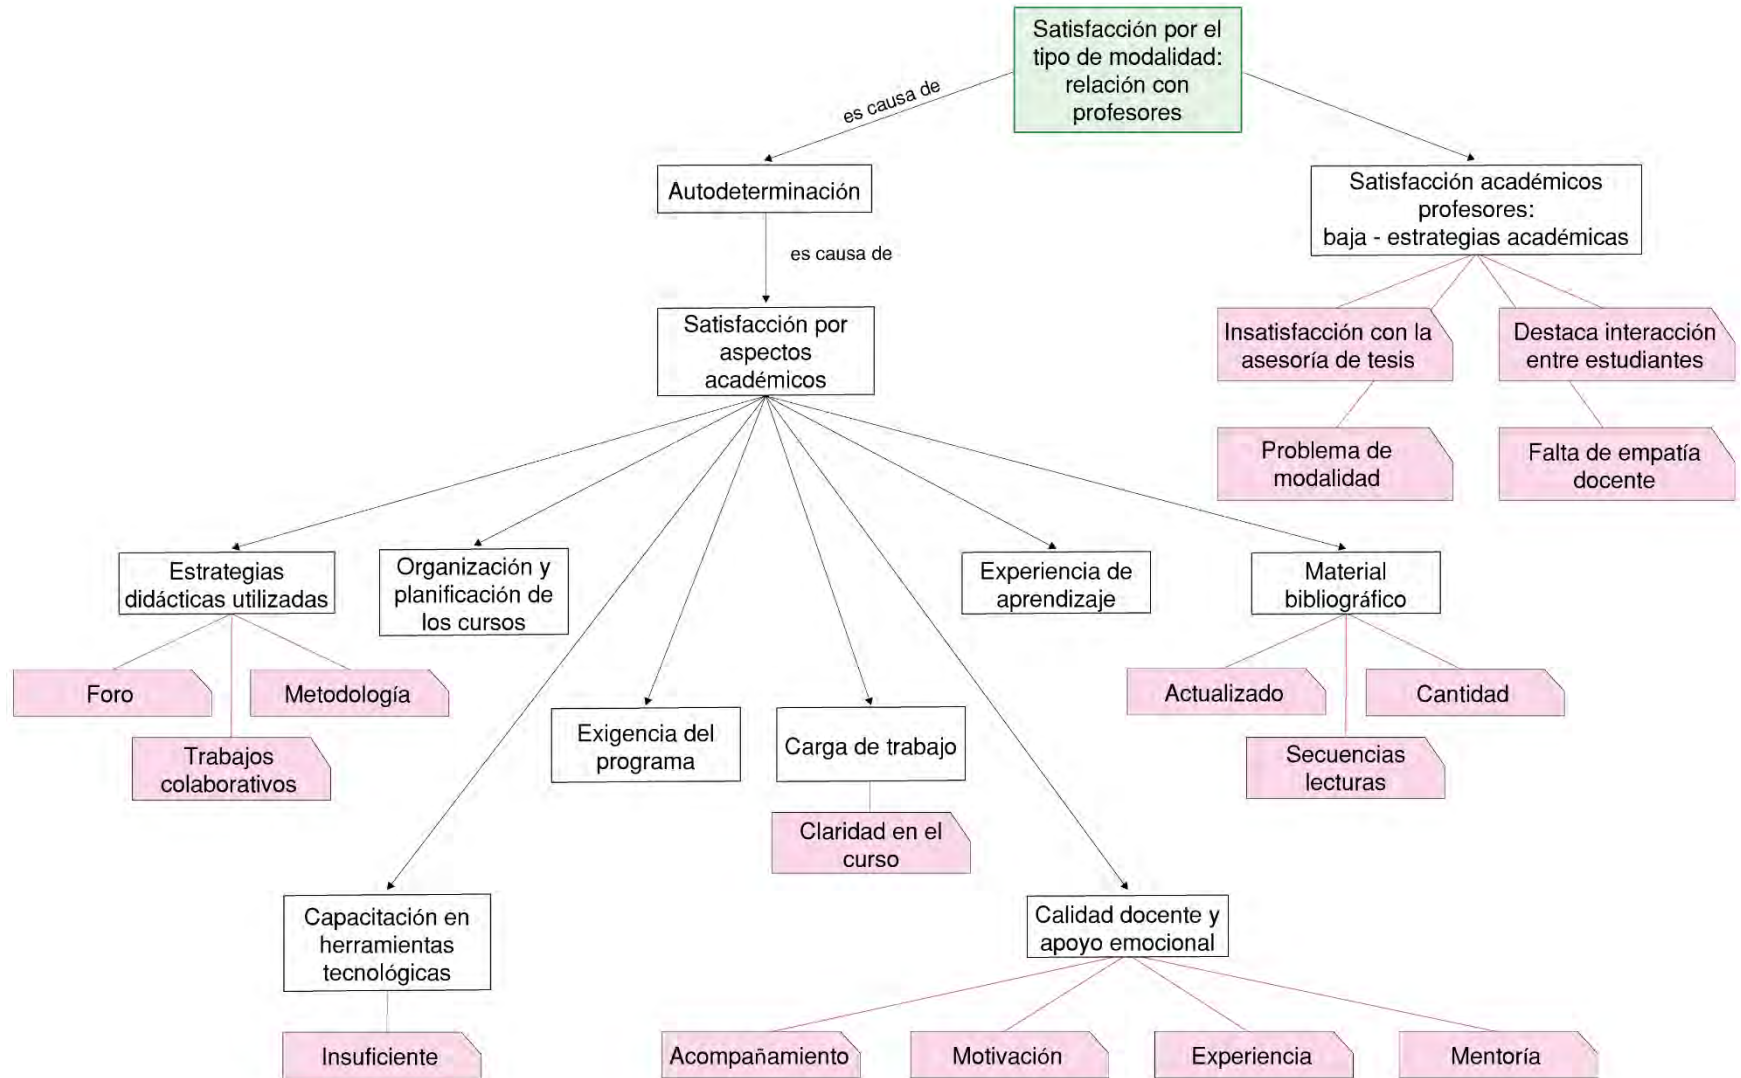 Satisfacción por el
tipo de modalidad:
relación con
profesores
es causa de
Autodeterminación
Satisfacción académicos
profesores:
baja - estrategias académicas
es causa de
Satisfacción por
aspectos
académicos
Insatisfacción con la
asesoría de tesis
Destaca interacción
entre estudiantes
Problema de
modalidad
Falta de empatía
docente
Estrategias
didácticas utilizadas
Organización y
planificación de
los cursos
Experiencia de
aprendizaje
Material
bibliográfico
Foro
Metodología
Trabajos
colaborativos
Exigencia del
programa
Carga de trabajo
Actualizado
Cantidad
Secuencias
lecturas
Claridad en el
curso
Capacitación en
herramientas
tecnológicas
Calidad docente y
apoyo emocional
Insuficiente
Acompañamiento
Motivación
Experiencia
Mentoría